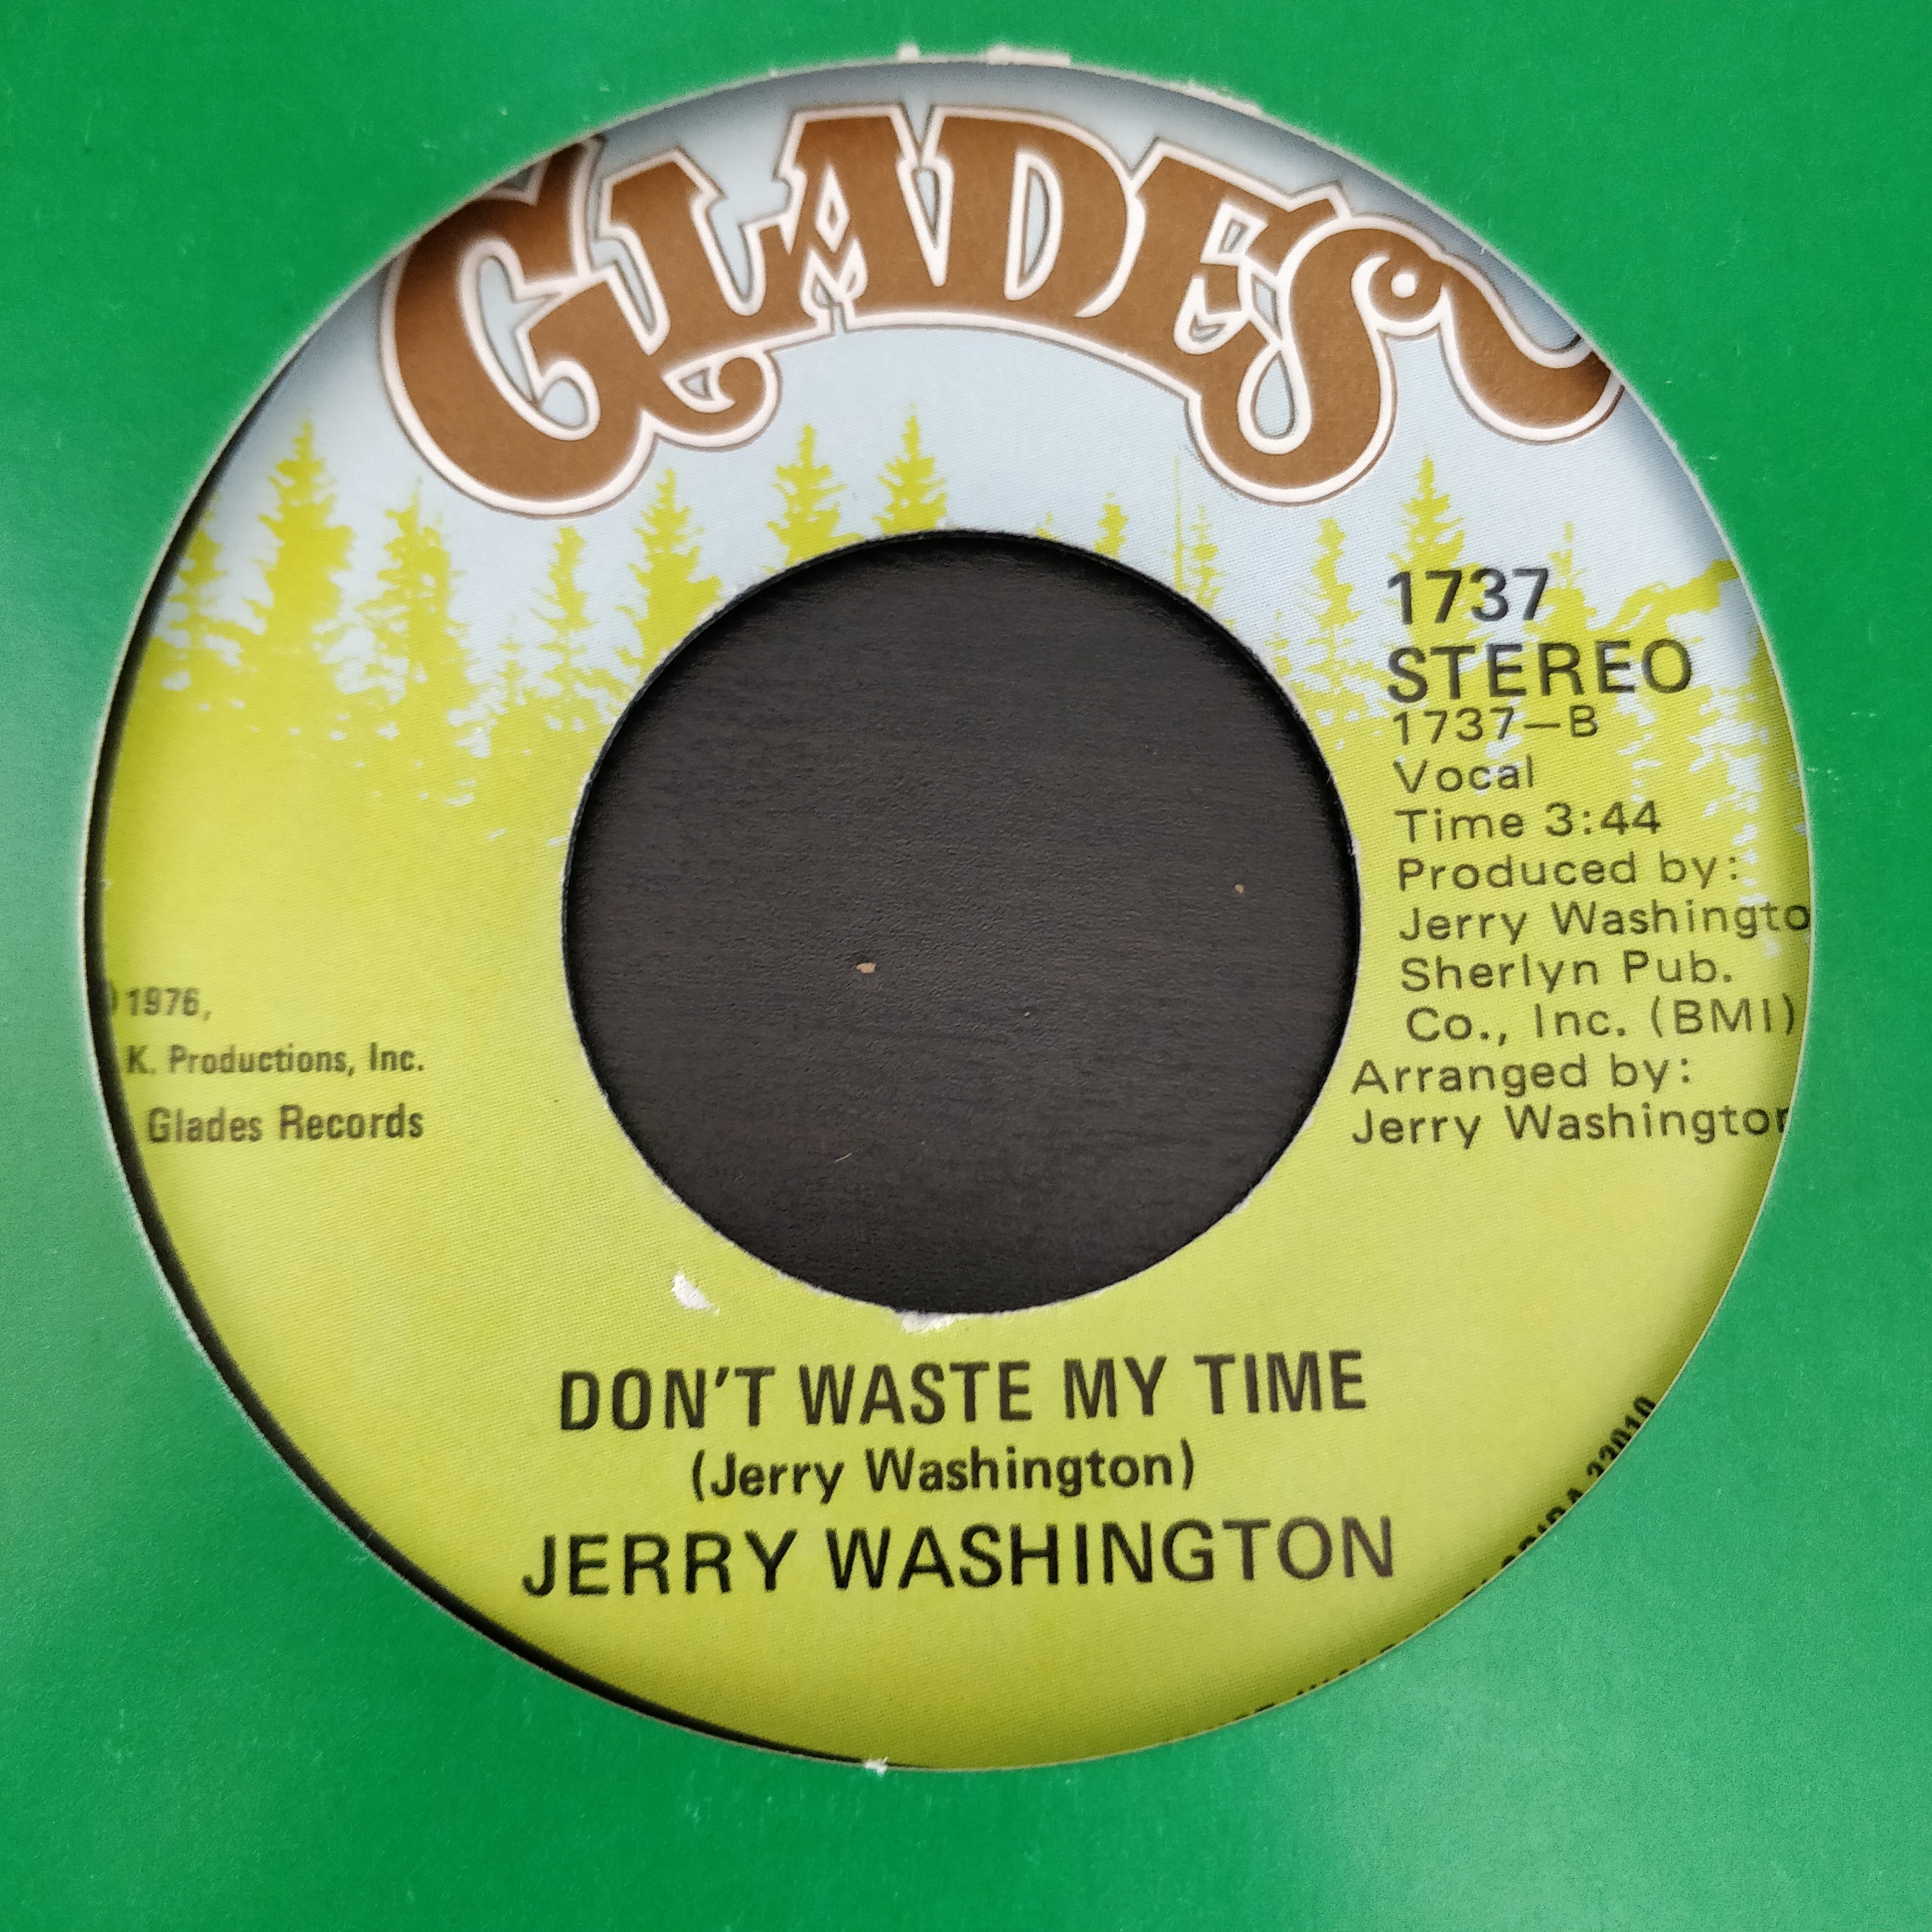 GLADES
1737
STEREO
1737—B
Vocal
Time 3:44
Produced by:
Jerry Washingto
Sherlyn Pub.
Co., Inc. (BMI)
Arranged by:
Jerry Washington
1976,
K. Productions, Inc.
Glades Records
DON'T WASTE MY TIME
(Jerry Washington)
JERRY WASHINGTON